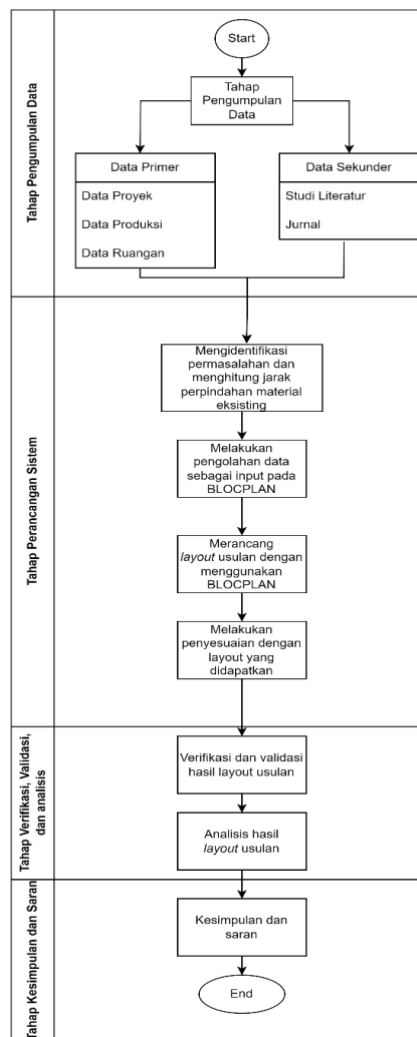 Tahap Pengumpulan Data
Start
Tahap
Pengumpulan
Data
Data Primer
Data Proyek
Data Produksi
Data Ruangan
Data Sekunder
Studi Literatur
Jurnal
Tahap Perancangan Sistem
Mengidentifikasi
permasalahan dan
menghitung jarak
perpindahan material
eksisting
Melakukan
pengolahan data
sebagai input pada
BLOCPLAN
Merancang
layout usulan dengan
menggunakan
BLOCPLAN
Melakukan
penyesuaian dengan
layout yang
didapatkan
Tahap Verifikasi, Validasi,
dan analisis
Verifikasi dan validasi
hasil layout usulan
Analisis hasil
layout usulan
Tahap Kesimpulan dan Saran
Kesimpulan dan
saran
End